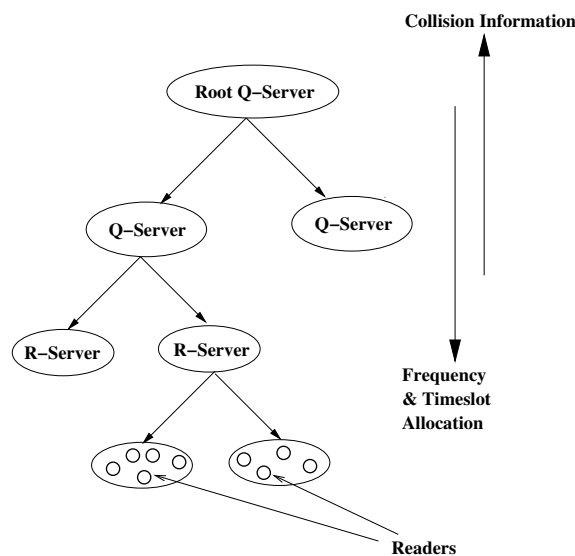 Collision Information
Root Q−Server
Q−Server
Q−Server
R−Server
R−Server
Frequency
& Timeslot
Allocation
Readers